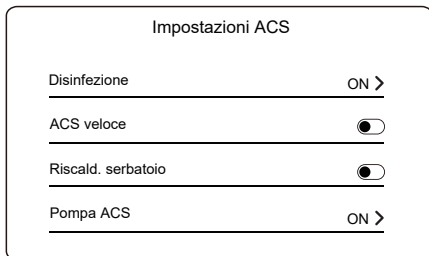 Impostazioni ACS
Disinfezione ON
ACS veloce
Riscald. serbatoio
Pompa ACS ON